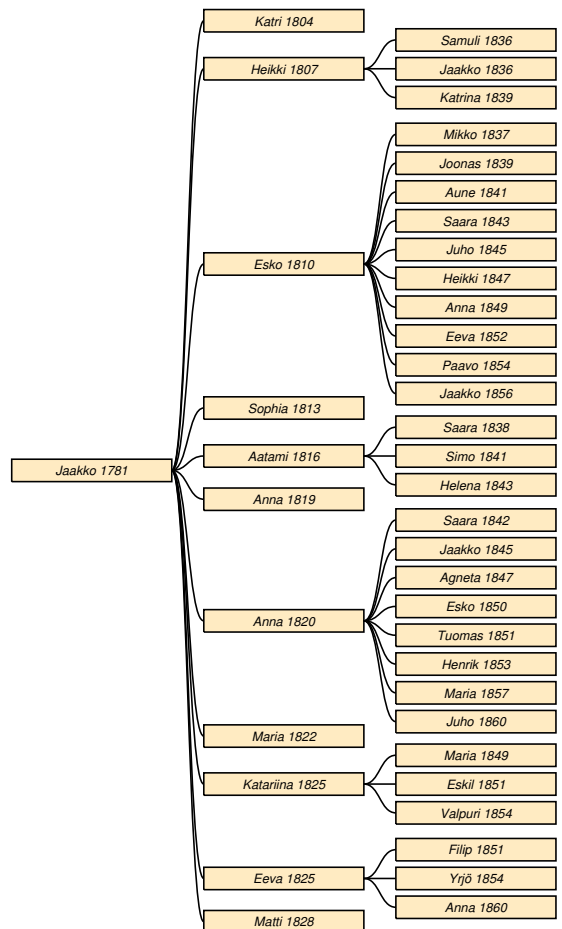 Jaakko 1781
Katri 1804
Heikki 1807
Samuli 1836
Jaakko 1836
Katrina 1839
Esko 1810
Mikko 1837
Joonas 1839
Aune 1841
Saara 1843
Juho 1845
Heikki 1847
Anna 1849
Eeva 1852
Paavo 1854
Jaakko 1856
Sophia 1813
Aatami 1816
Saara 1838
Simo 1841
Helena 1843
Anna 1819
Anna 1820
Saara 1842
Jaakko 1845
Agneta 1847
Esko 1850
Tuomas 1851
Henrik 1853
Maria 1857
Juho 1860
Maria 1822
Katariina 1825
Maria 1849
Eskil 1851
Valpuri 1854
Eeva 1825
Filip 1851
Yrjö 1854
Anna 1860
Matti 1828